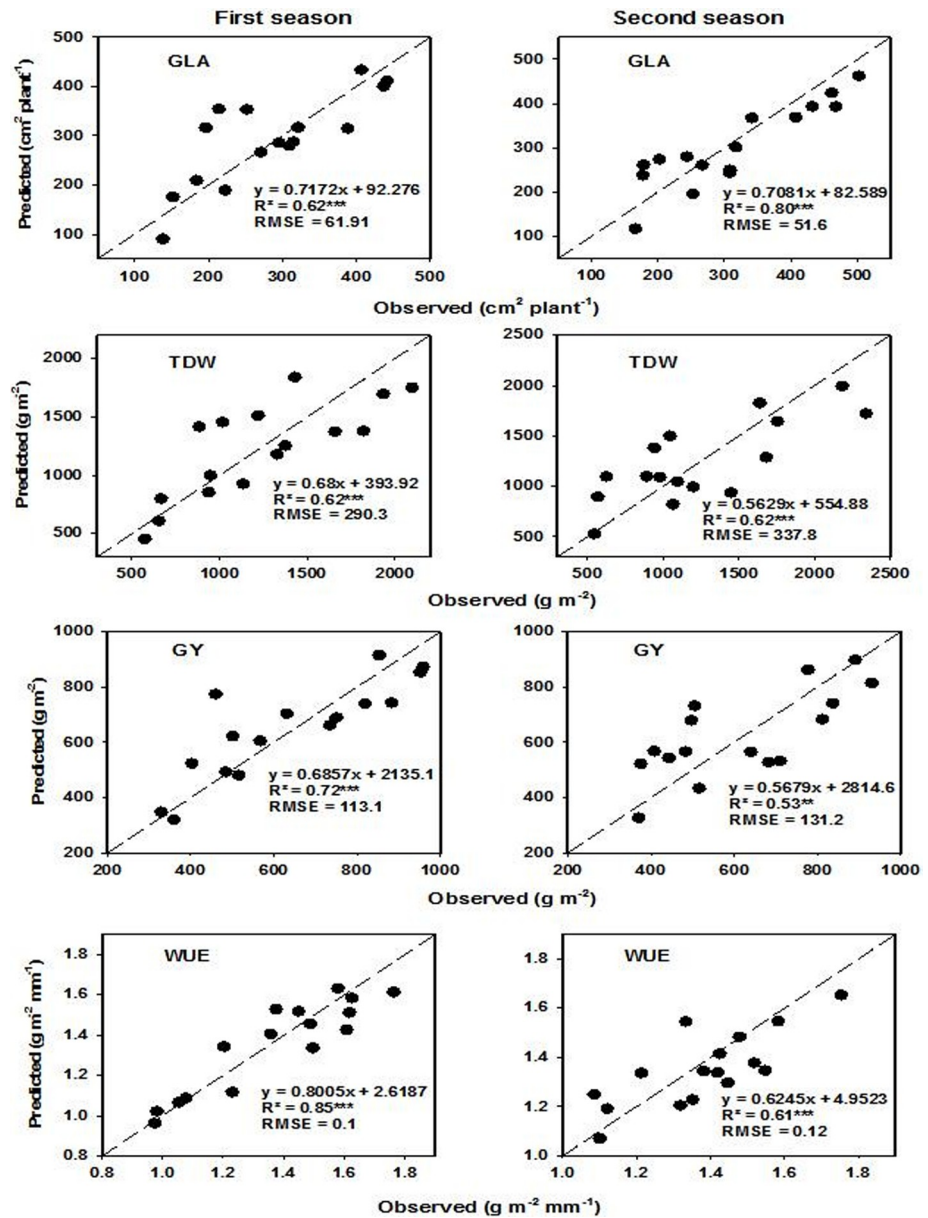 First season
Second season
GLA
Predicted (cm² plant⁻¹)
500
400
300
200
100
y = 0.7172x + 92.276
R² = 0.62***
RMSE = 61.91
100 200 300 400 500
GLA
500
400
300
200
100
y = 0.7081x + 82.589
R² = 0.80***
RMSE = 51.6
100 200 300 400 500
Observed (cm² plant⁻¹)
TDW
Predicted (g m⁻²)
2000
1500
1000
500
y = 0.68x + 393.92
R² = 0.62***
RMSE = 290.3
500 1000 1500 2000
TDW
2500
2000
1500
1000
500
y = 0.5629x + 554.88
R² = 0.62***
RMSE = 337.8
500 1000 1500 2000 2500
Observed (g m⁻²)
GY
Predicted (g m⁻²)
1000
800
600
400
200
y = 0.6857x + 2135.1
R² = 0.72***
RMSE = 113.1
200 400 600 800 1000
GY
1000
800
600
400
200
y = 0.5679x + 2814.6
R² = 0.53**
RMSE = 131.2
200 400 600 800 1000
Observed (g m⁻²)
WUE
Predicted (g m⁻² mm⁻¹)
1.8
1.6
1.4
1.2
1.0
0.8
y = 0.8005x + 2.6187
R² = 0.85***
RMSE = 0.1
0.8 1.0 1.2 1.4 1.6 1.8
WUE
1.8
1.6
1.4
1.2
1.0
y = 0.6245x + 4.9523
R² = 0.61***
RMSE = 0.12
1.0 1.2 1.4 1.6 1.8
Observed (g m⁻² mm⁻¹)